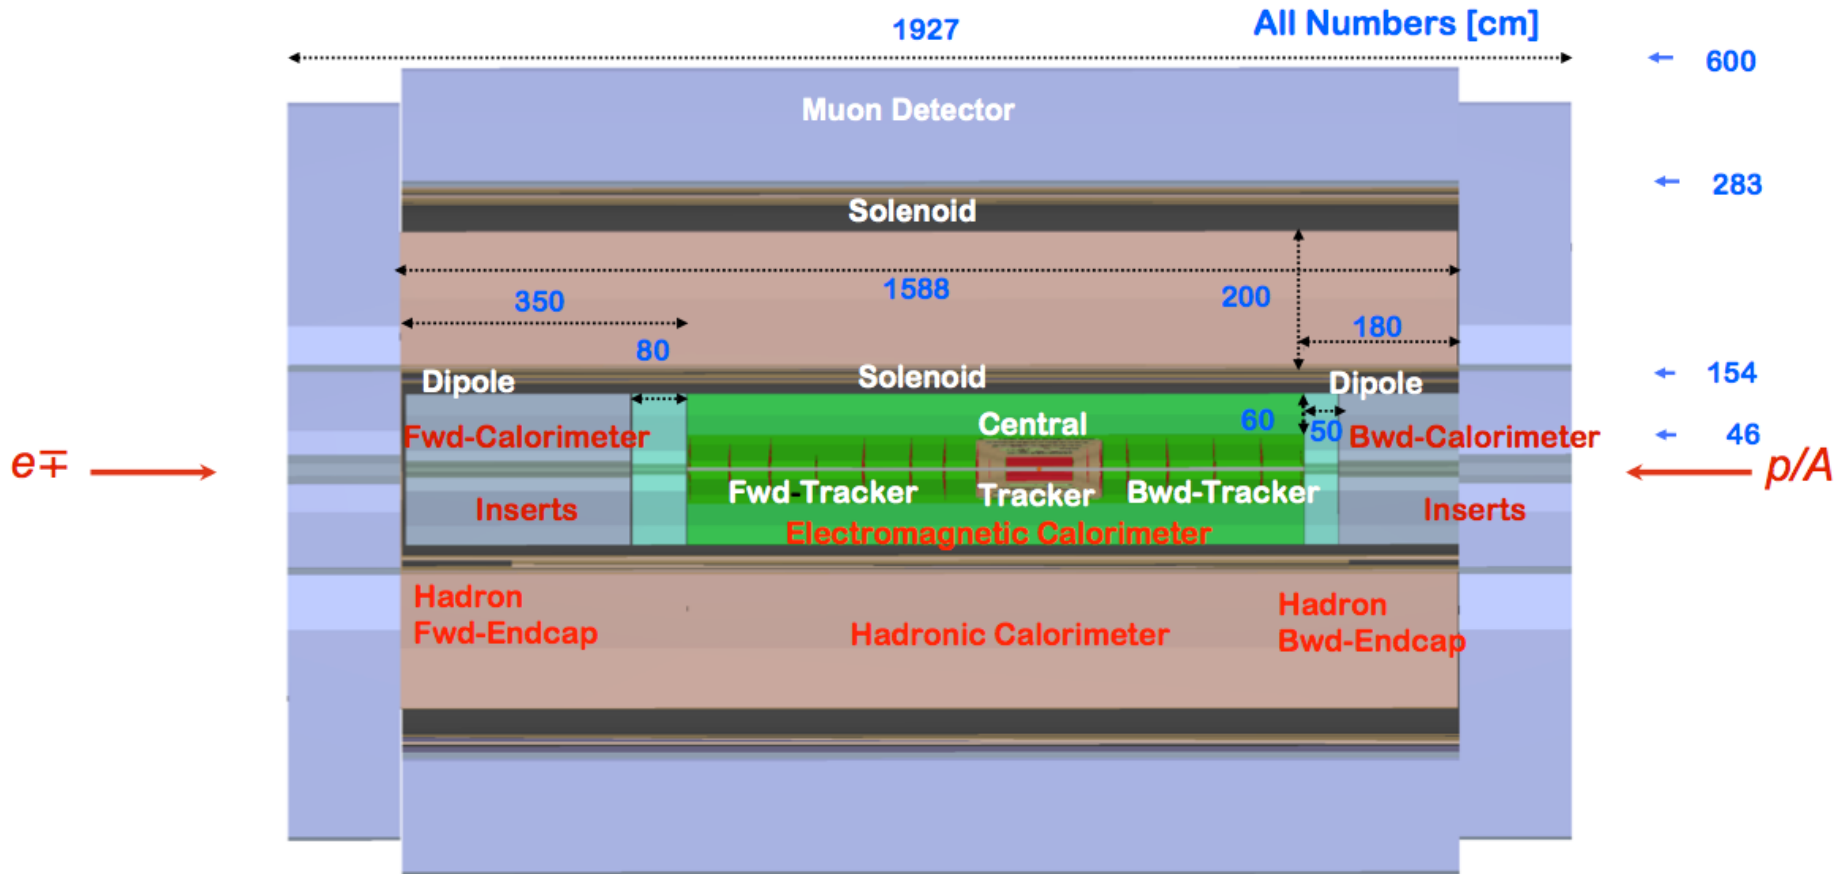 1927
All Numbers [cm]
600
Muon Detector
283
Solenoid
1588
350
200
180
80
Solenoid
154
Dipole
Dipole
Central
60
50
46
Fwd-Calorimeter
Bwd-Calorimeter
e∓
p/A
Fwd-Tracker
Tracker
Bwd-Tracker
Inserts
Inserts
Electromagnetic Calorimeter
Hadron
Fwd-Endcap
Hadronic Calorimeter
Hadron
Bwd-Endcap